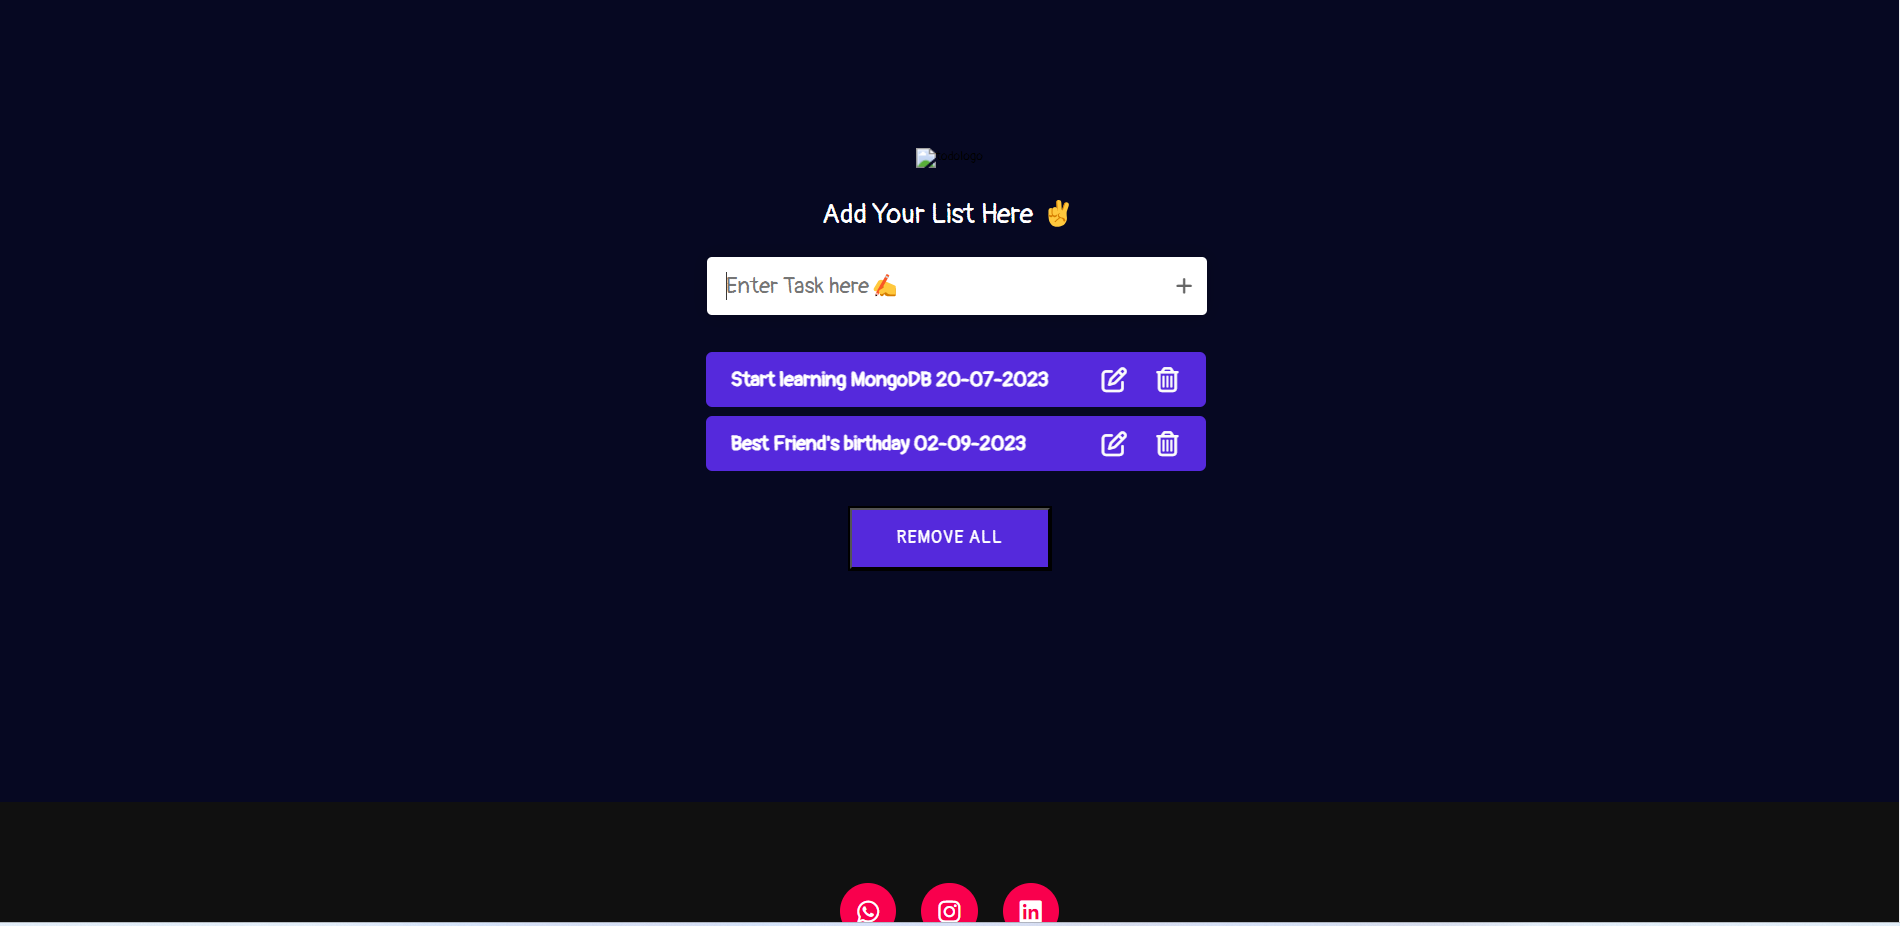 Add Your List Here ✌️
Enter Task here✍️
Start learning MongoDB 20-07-2023
Best Friend's birthday 02-09-2023
REMOVE ALL
in